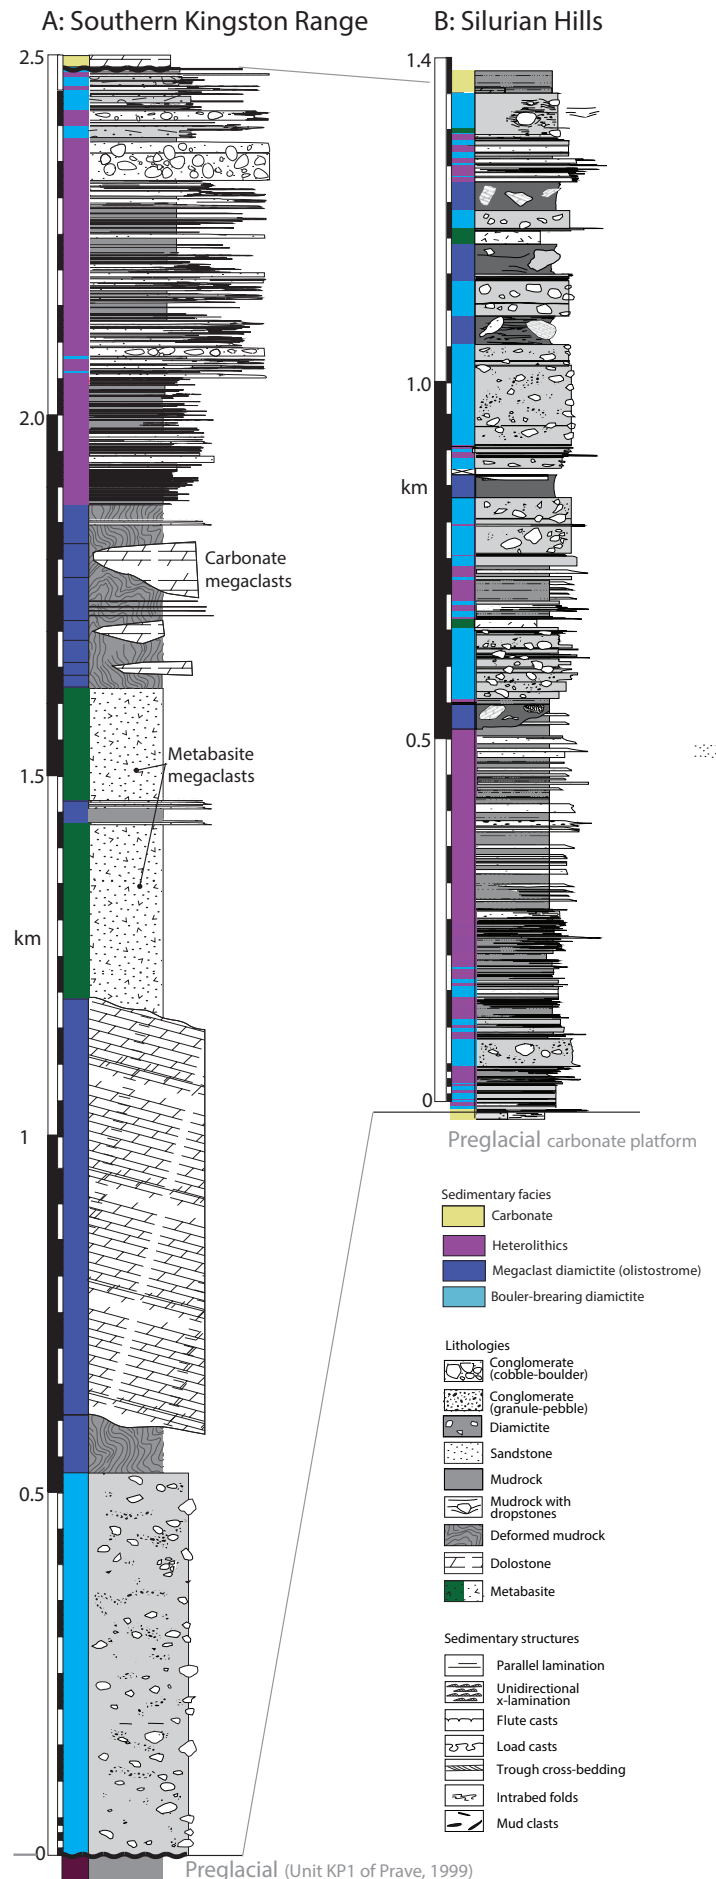 A: Southern Kingston Range
B: Silurian Hills
2.5
2.0
1.5
km
1
0.5
0
Carbonate
megaclasts
Metabasite
megaclasts
Preglacial (Unit KP1 of Prave, 1999)
1.4
1.0
km
0.5
0
Preglacial carbonate platform
Sedimentary facies
Carbonate
Heterolithics
Megaclast diamictite (olistostrome)
Bouler-brearing diamictite
Lithologies
Conglomerate
(cobble-boulder)
Conglomerate
(granule-pebble)
Diamictite
Sandstone
Mudrock
Mudrock with
dropstones
Deformed mudrock
Dolostone
Metabasite
Sedimentary structures
Parallel lamination
Unidirectional
x-lamination
Flute casts
Load casts
Trough cross-bedding
Intrabed folds
Mud clasts